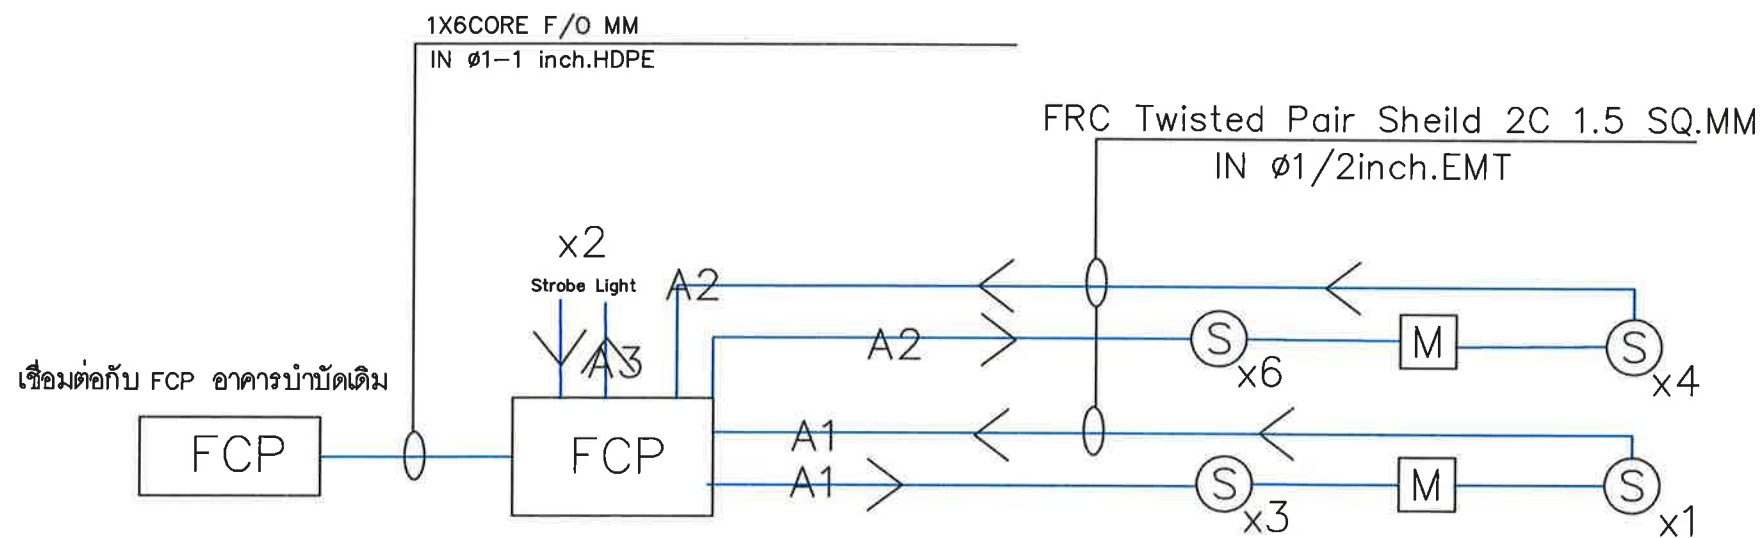 1X6CORE F/O MM
IN ø1-1 inch.HDPE
FRC Twisted Pair Sheild 2C 1.5 SQ.MM
IN ø1/2inch.EMT
x2
Strobe Light
A2
A3
A2
S
x6
M
S
x4
เชื่อมต่อกับ FCP อาคารบำบัดเดิม
FCP
FCP
A1
A1
S
x3
M
S
x1